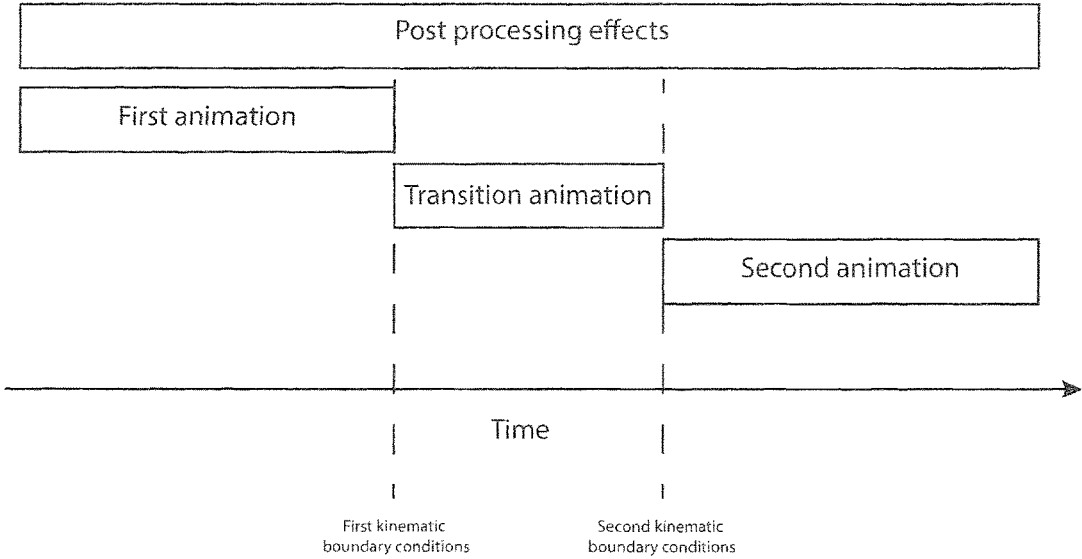 Post processing effects
First animation
Transition animation
Second animation
Time
First kinematic
boundary conditions
Second kinematic
boundary conditions